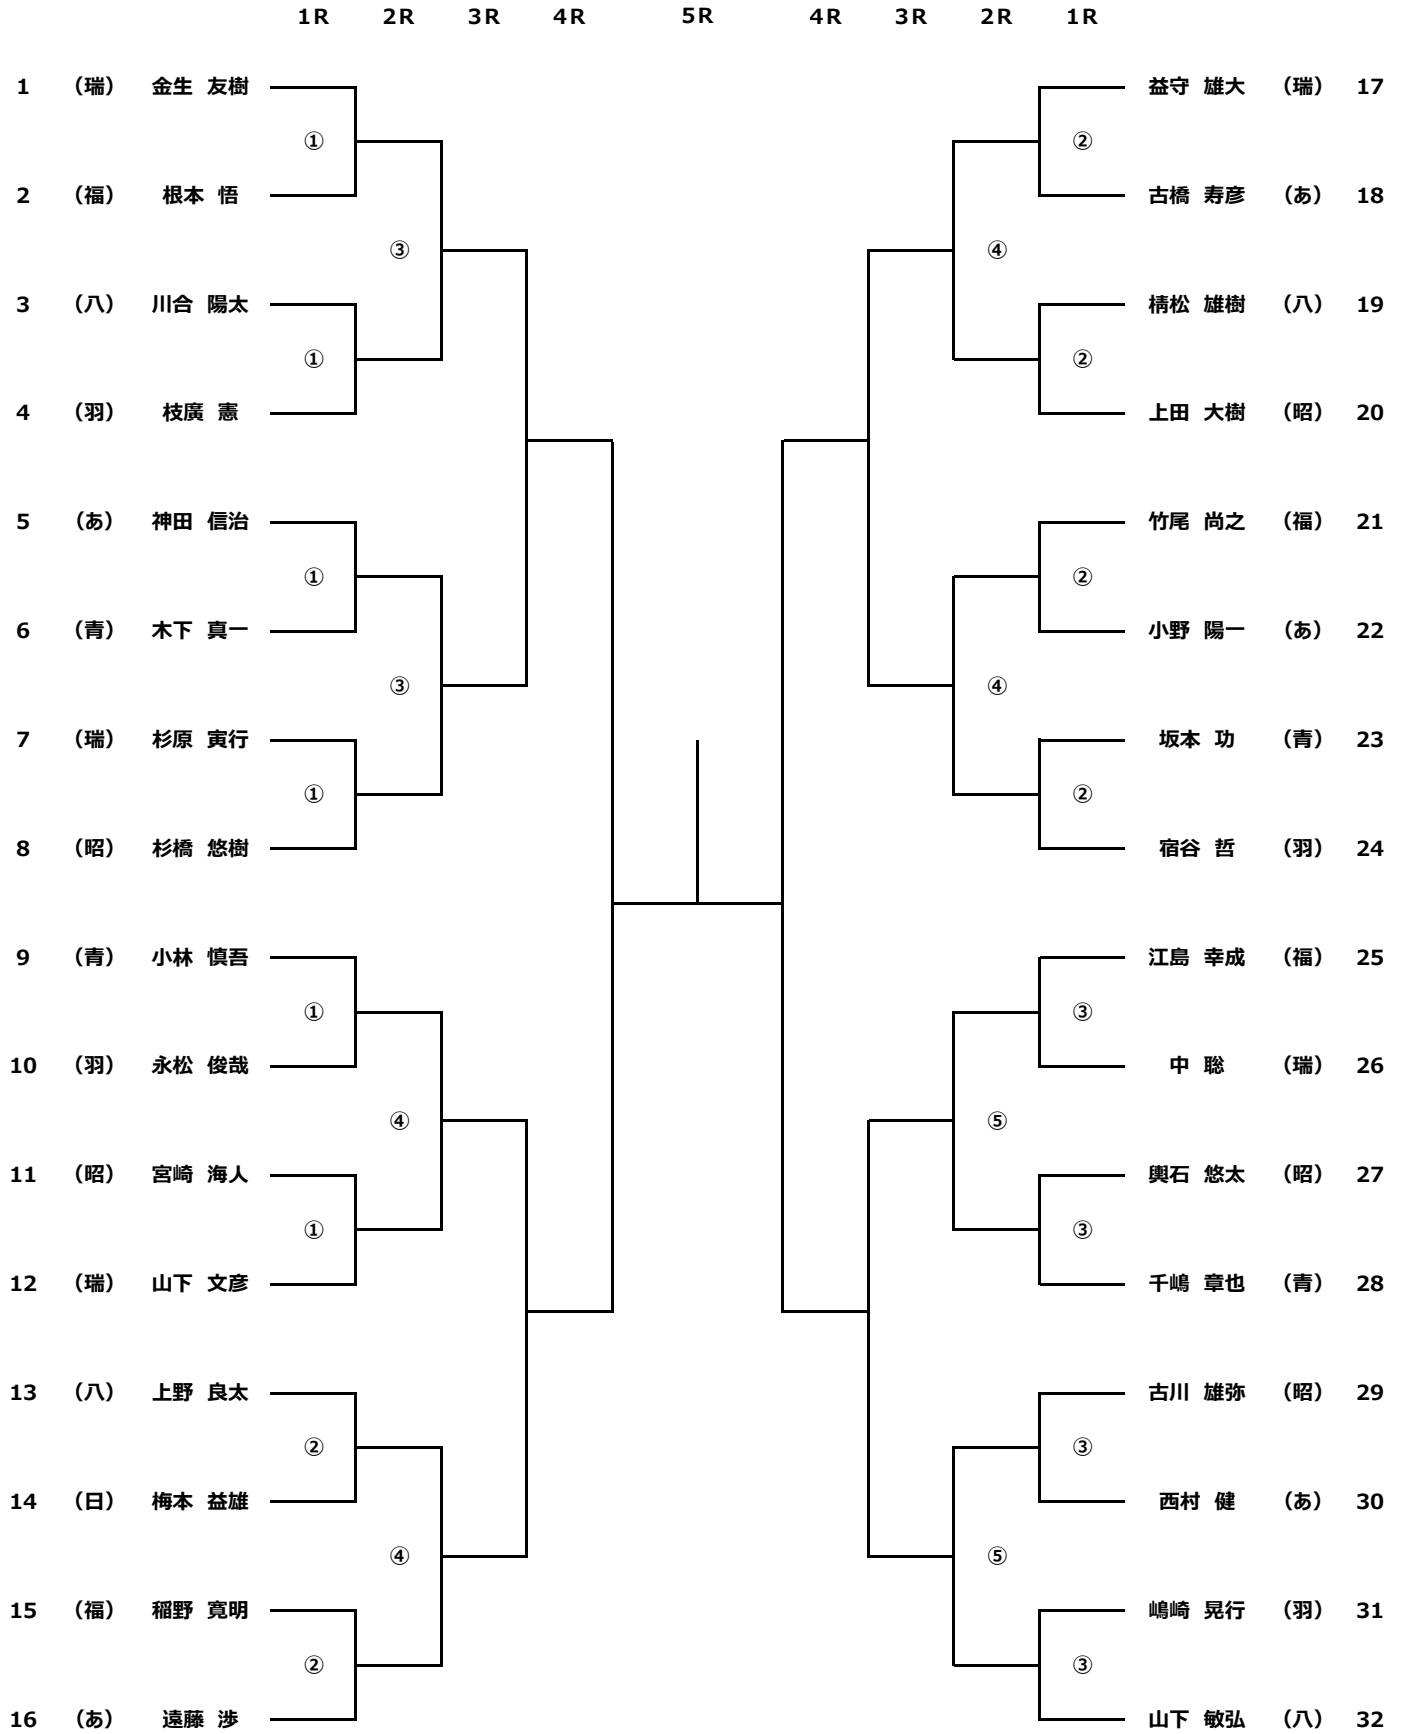 1R 2R 3R 4R 5R 4R 3R 2R 1R
1 （瑞） 金生 友樹 益守 雄大 （瑞） 17
① ②
2 （福） 根本 悟 古橋 寿彦 （あ） 18
③ ④
3 （八） 川合 陽太 棈松 雄樹 （八） 19
① ②
4 （羽） 枝廣 憲 上田 大樹 （昭） 20
5 （あ） 神田 信治 竹尾 尚之 （福） 21
① ②
6 （青） 木下 真一 小野 陽一 （あ） 22
③ ④
7 （瑞） 杉原 寅行 坂本 功 （青） 23
① ②
8 （昭） 杉橋 悠樹 宿谷 哲 （羽） 24
9 （青） 小林 慎吾 江島 幸成 （福） 25
① ③
10 （羽） 永松 俊哉 中 聡 （瑞） 26
④ ⑤
11 （昭） 宮崎 海人 輿石 悠太 （昭） 27
① ③
12 （瑞） 山下 文彦 千嶋 章也 （青） 28
13 （八） 上野 良太 古川 雄弥 （昭） 29
② ③
14 （日） 梅本 益雄 西村 健 （あ） 30
④ ⑤
15 （福） 稲野 寛明 嶋崎 晃行 （羽） 31
② ③
16 （あ） 遠藤 渉 山下 敏弘 （八） 32